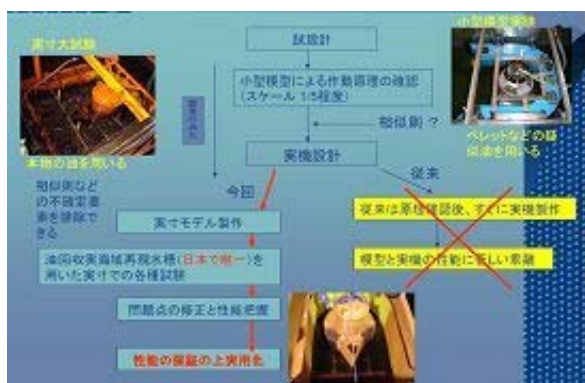 実寸大試験
本物の油を用いる
相似則など
の不確定要
素を排除で
きる
試設計
小型模型による作動原理の確認
(スケール 1:5程度)
相似則 ?
実機設計
今回
従来
小型模型実験
ペレットなどの擬
似油を用いる
実寸モデル製作
油回収実海域再現水槽(日本で唯一)を
用いた実寸での各種試験
問題点の修正と性能把握
性能の保証の上実用化
従来は原理確認後、すぐに実機製作
模型と実機の性能に著しい乖離